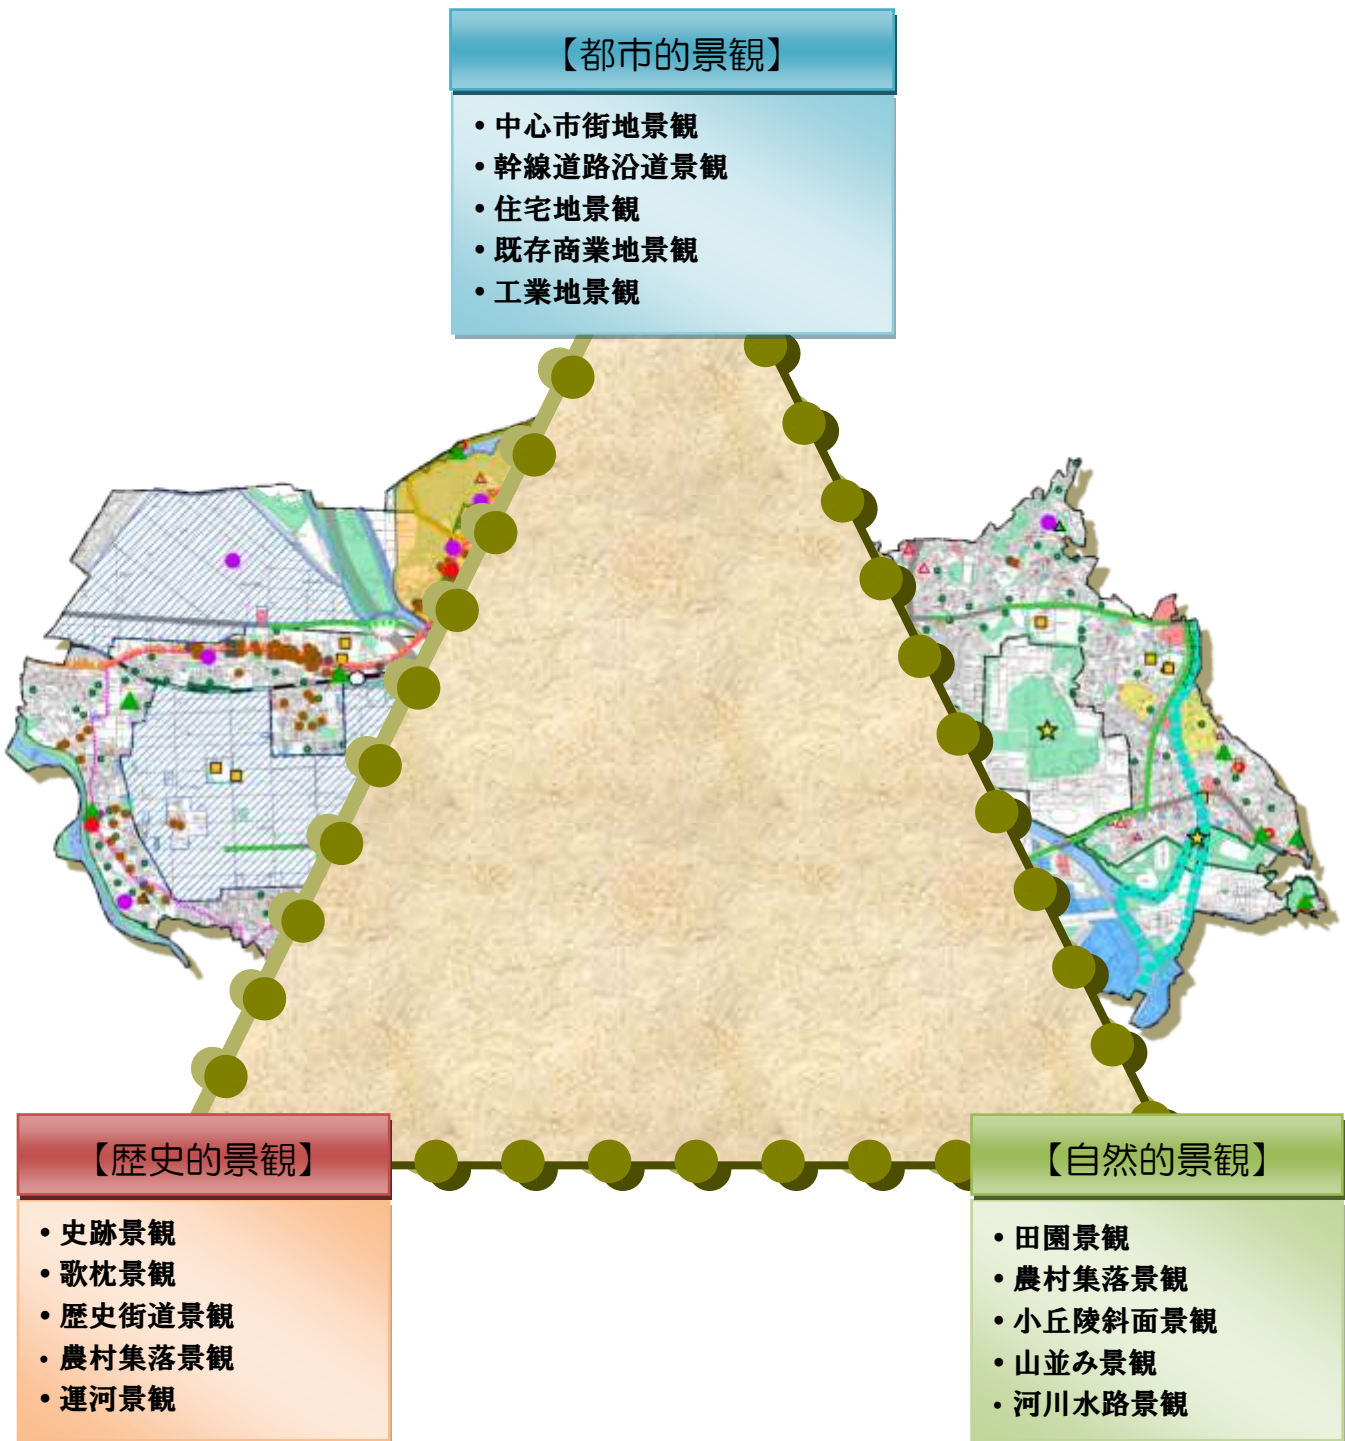 【都市的景観】
・中心市街地景観
・幹線道路沿道景観
・住宅地景観
・既存商業地景観
・工業地景観
【歴史的景観】
・史跡景観
・歌枕景観
・歴史街道景観
・農村集落景観
・運河景観
【自然的景観】
・田園景観
・農村集落景観
・小丘陵斜面景観
・山並み景観
・河川水路景観